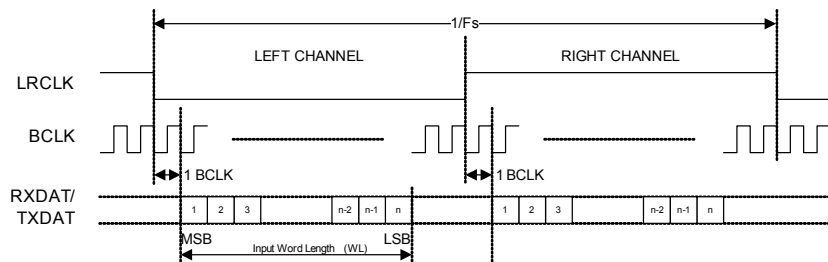 1/Fs
LEFT CHANNEL RIGHT CHANNEL
LRCLK
BCLK
1 BCLK 1 BCLK
RXDAT/
TXDAT
1 2 3 n-2 n-1 n 1 2 3 n-2 n-1 n
MSB LSB
Input Word Length (WL)